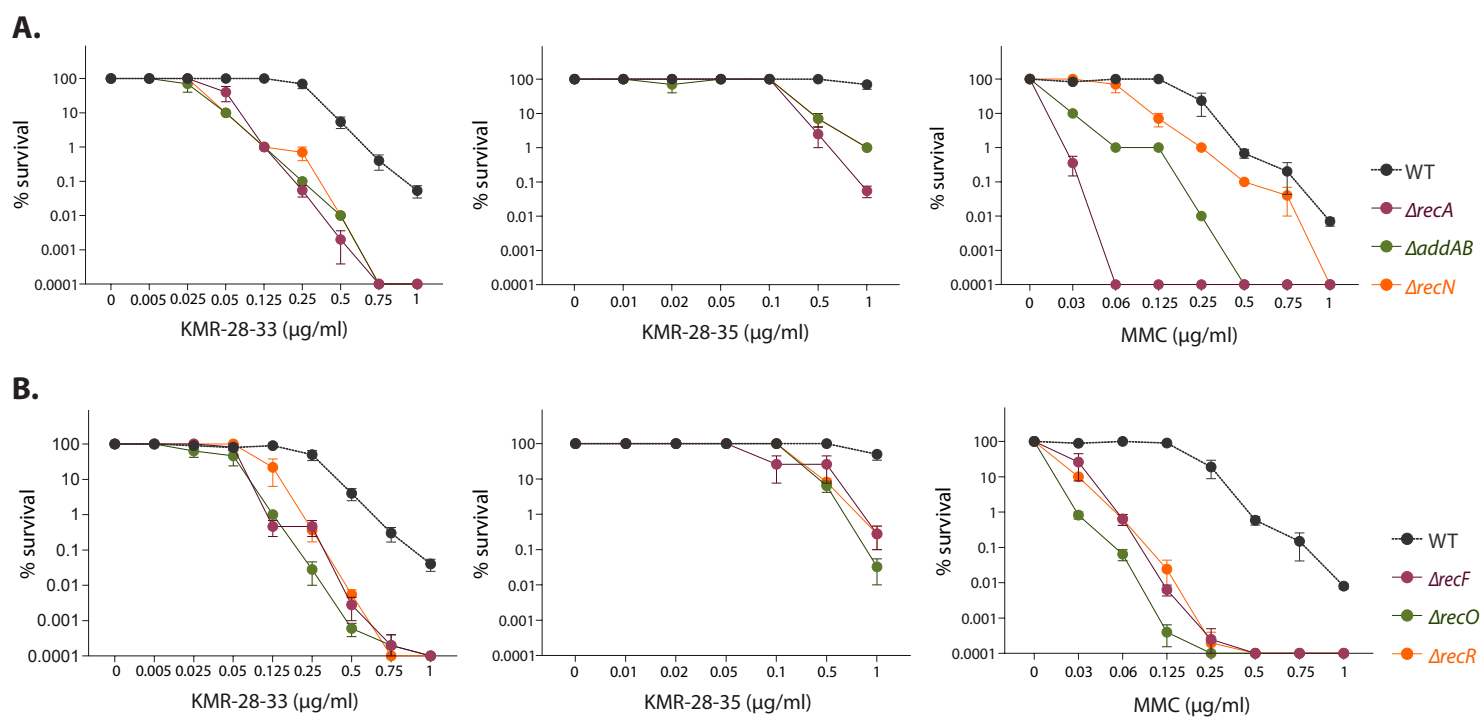 A.
% survival
100
10
1
0.1
0.01
0.001
0.0001
0 0.005 0.025 0.05 0.125 0.25 0.5 0.75 1
KMR-28-33 (μg/ml)
% survival
100
10
1
0.1
0.01
0.001
0.0001
0 0.01 0.02 0.05 0.1 0.5 1
KMR-28-35 (μg/ml)
% survival
100
10
1
0.1
0.01
0.001
0.0001
0 0.03 0.06 0.125 0.25 0.5 0.75 1
MMC (μg/ml)
WT
ΔrecA
ΔaddAB
ΔrecN
B.
% survival
100
10
1
0.1
0.01
0.001
0.0001
0 0.005 0.025 0.05 0.125 0.25 0.5 0.75 1
KMR-28-33 (μg/ml)
% survival
100
10
1
0.1
0.01
0.001
0.0001
0 0.01 0.02 0.05 0.1 0.5 1
KMR-28-35 (μg/ml)
% survival
100
10
1
0.1
0.01
0.001
0.0001
0 0.03 0.06 0.125 0.25 0.5 0.75 1
MMC (μg/ml)
WT
ΔrecF
ΔrecO
ΔrecR